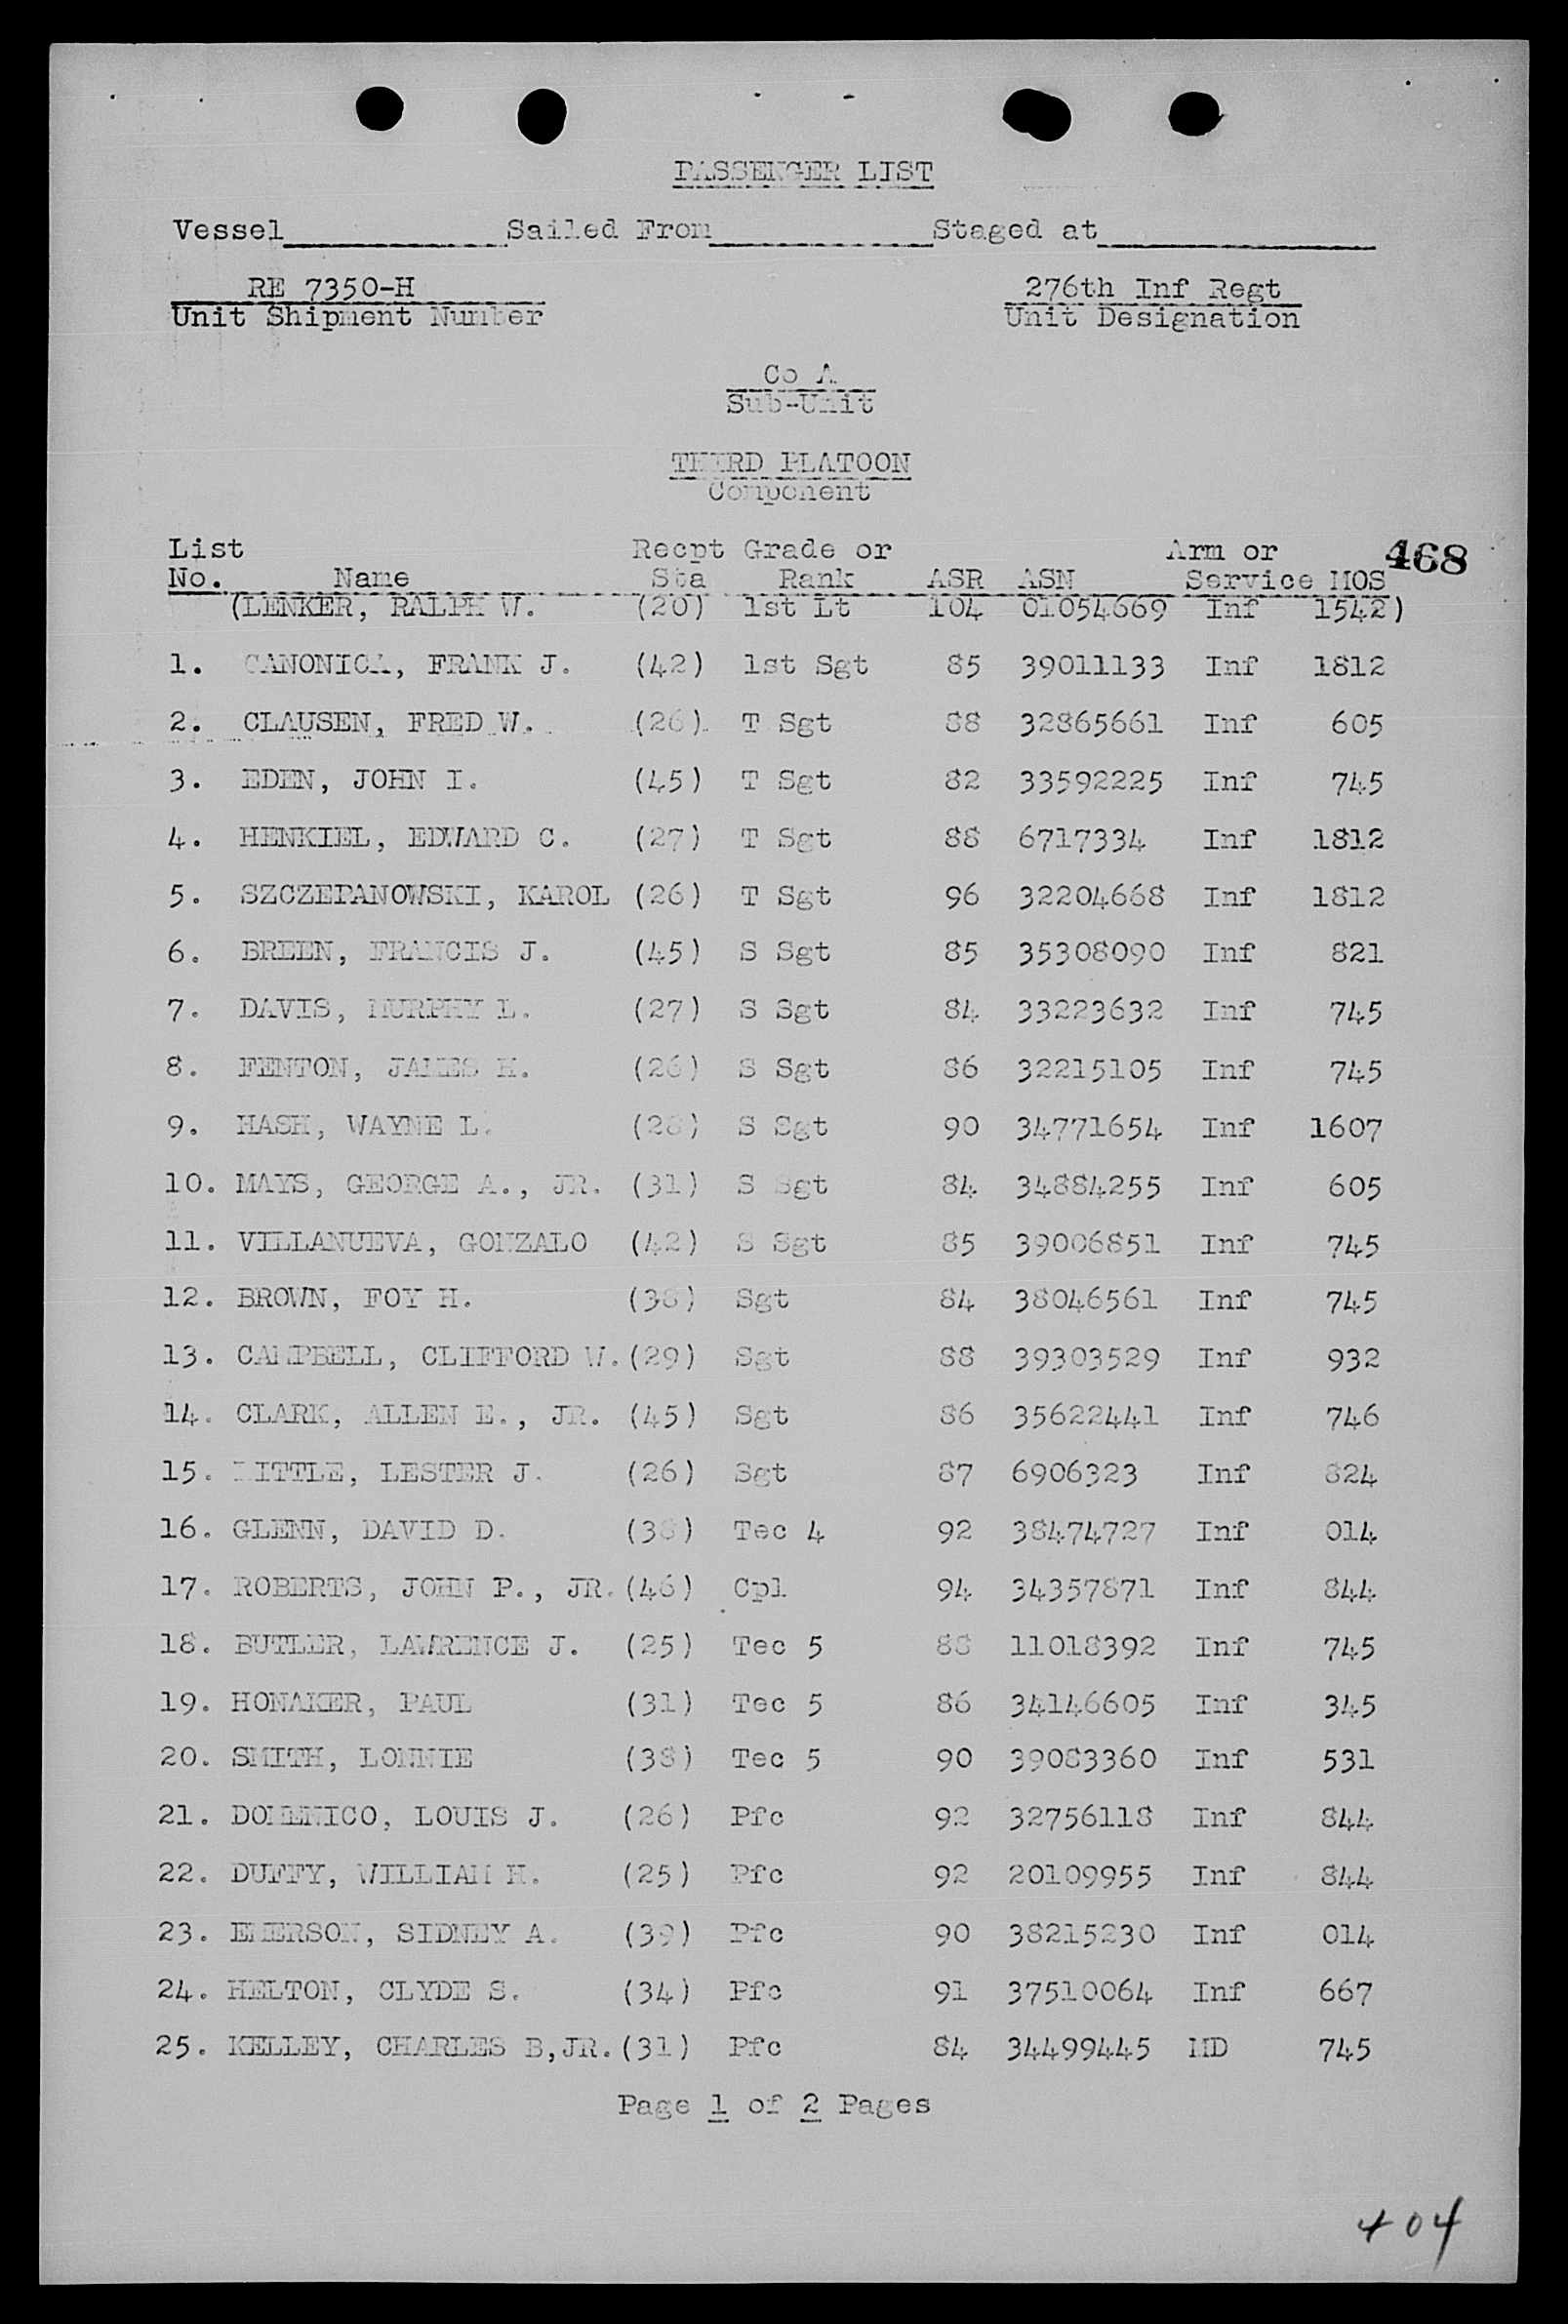 PASSENGER LIST
Vessel____________Sailed From____________Staged at_______________
RE 7350-H 276th Inf Regt
Unit Shipment Number Unit Designation
Co A
Sub-Unit
THIRD PLATOON
Component
List Recpt Grade or Arm or 468
No. Name Sta Rank ASR ASN Service MOS
(LENKER, RALPH W. (20) 1st Lt 104 01054669 Inf 1542)
1. CANONICA, FRANK J. (42) 1st Sgt 85 39011133 Inf 1812
2. CLAUSEN, FRED W. (26) T Sgt 88 32865661 Inf 605
3. EDEN, JOHN I. (45) T Sgt 82 33592225 Inf 745
4. HENKIEL, EDWARD C. (27) T Sgt 88 6717334 Inf 1812
5. SZCZEPANOWSKI, KAROL (26) T Sgt 96 32204668 Inf 1812
6. BREEN, FRANCIS J. (45) S Sgt 85 35308090 Inf 821
7. DAVIS, MURPHY L. (27) S Sgt 84 33223632 Inf 745
8. FENTON, JAMES H. (26) S Sgt 86 32215105 Inf 745
9. HASH, WAYNE L. (28) S Sgt 90 34771654 Inf 1607
10. MAYS, GEORGE A., JR. (31) S Sgt 84 34884255 Inf 605
11. VILLANUEVA, GONZALO (42) S Sgt 85 39006851 Inf 745
12. BROWN, FOY H. (38) Sgt 84 38046561 Inf 745
13. CAMPBELL, CLIFFORD W. (29) Sgt 88 39303529 Inf 932
14. CLARK, ALLEN E., JR. (45) Sgt 86 35622441 Inf 746
15. LITTLE, LESTER J. (26) Sgt 87 6906323 Inf 824
16. GLENN, DAVID D. (38) Tec 4 92 38474727 Inf 014
17. ROBERTS, JOHN P., JR. (46) Cpl 94 34357871 Inf 844
18. BUTLER, LAWRENCE J. (25) Tec 5 88 11018392 Inf 745
19. HONAKER, PAUL (31) Tec 5 86 34146605 Inf 345
20. SMITH, LONNIE (38) Tec 5 90 39083360 Inf 531
21. DOMENICO, LOUIS J. (26) Pfc 92 32756118 Inf 844
22. DUFFY, WILLIAM H. (25) Pfc 92 20109955 Inf 844
23. EMERSON, SIDNEY A. (39) Pfc 90 38215230 Inf 014
24. HELTON, CLYDE S. (34) Pfc 91 37510064 Inf 667
25. KELLEY, CHARLES B,JR. (31) Pfc 84 34499445 MD 745
Page 1 of 2 Pages
404